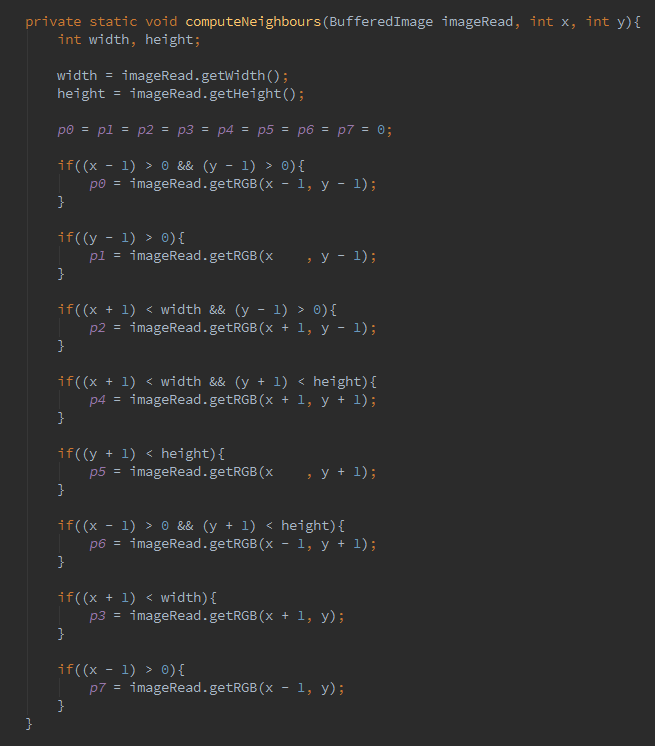 private static void computeNeighbours(BufferedImage imageRead, int x, int y){
    int width, height;

    width = imageRead.getWidth();
    height = imageRead.getHeight();

    p0 = p1 = p2 = p3 = p4 = p5 = p6 = p7 = 0;

    if((x - 1) > 0 && (y - 1) > 0){
        p0 = imageRead.getRGB(x - 1, y - 1);
    }

    if((y - 1) > 0){
        p1 = imageRead.getRGB(x    , y - 1);
    }

    if((x + 1) < width && (y - 1) > 0){
        p2 = imageRead.getRGB(x + 1, y - 1);
    }

    if((x + 1) < width && (y + 1) < height){
        p4 = imageRead.getRGB(x + 1, y + 1);
    }

    if((y + 1) < height){
        p5 = imageRead.getRGB(x    , y + 1);
    }

    if((x - 1) > 0 && (y + 1) < height){
        p6 = imageRead.getRGB(x - 1, y + 1);
    }

    if((x + 1) < width){
        p3 = imageRead.getRGB(x + 1, y);
    }

    if((x - 1) > 0){
        p7 = imageRead.getRGB(x - 1, y);
    }
}